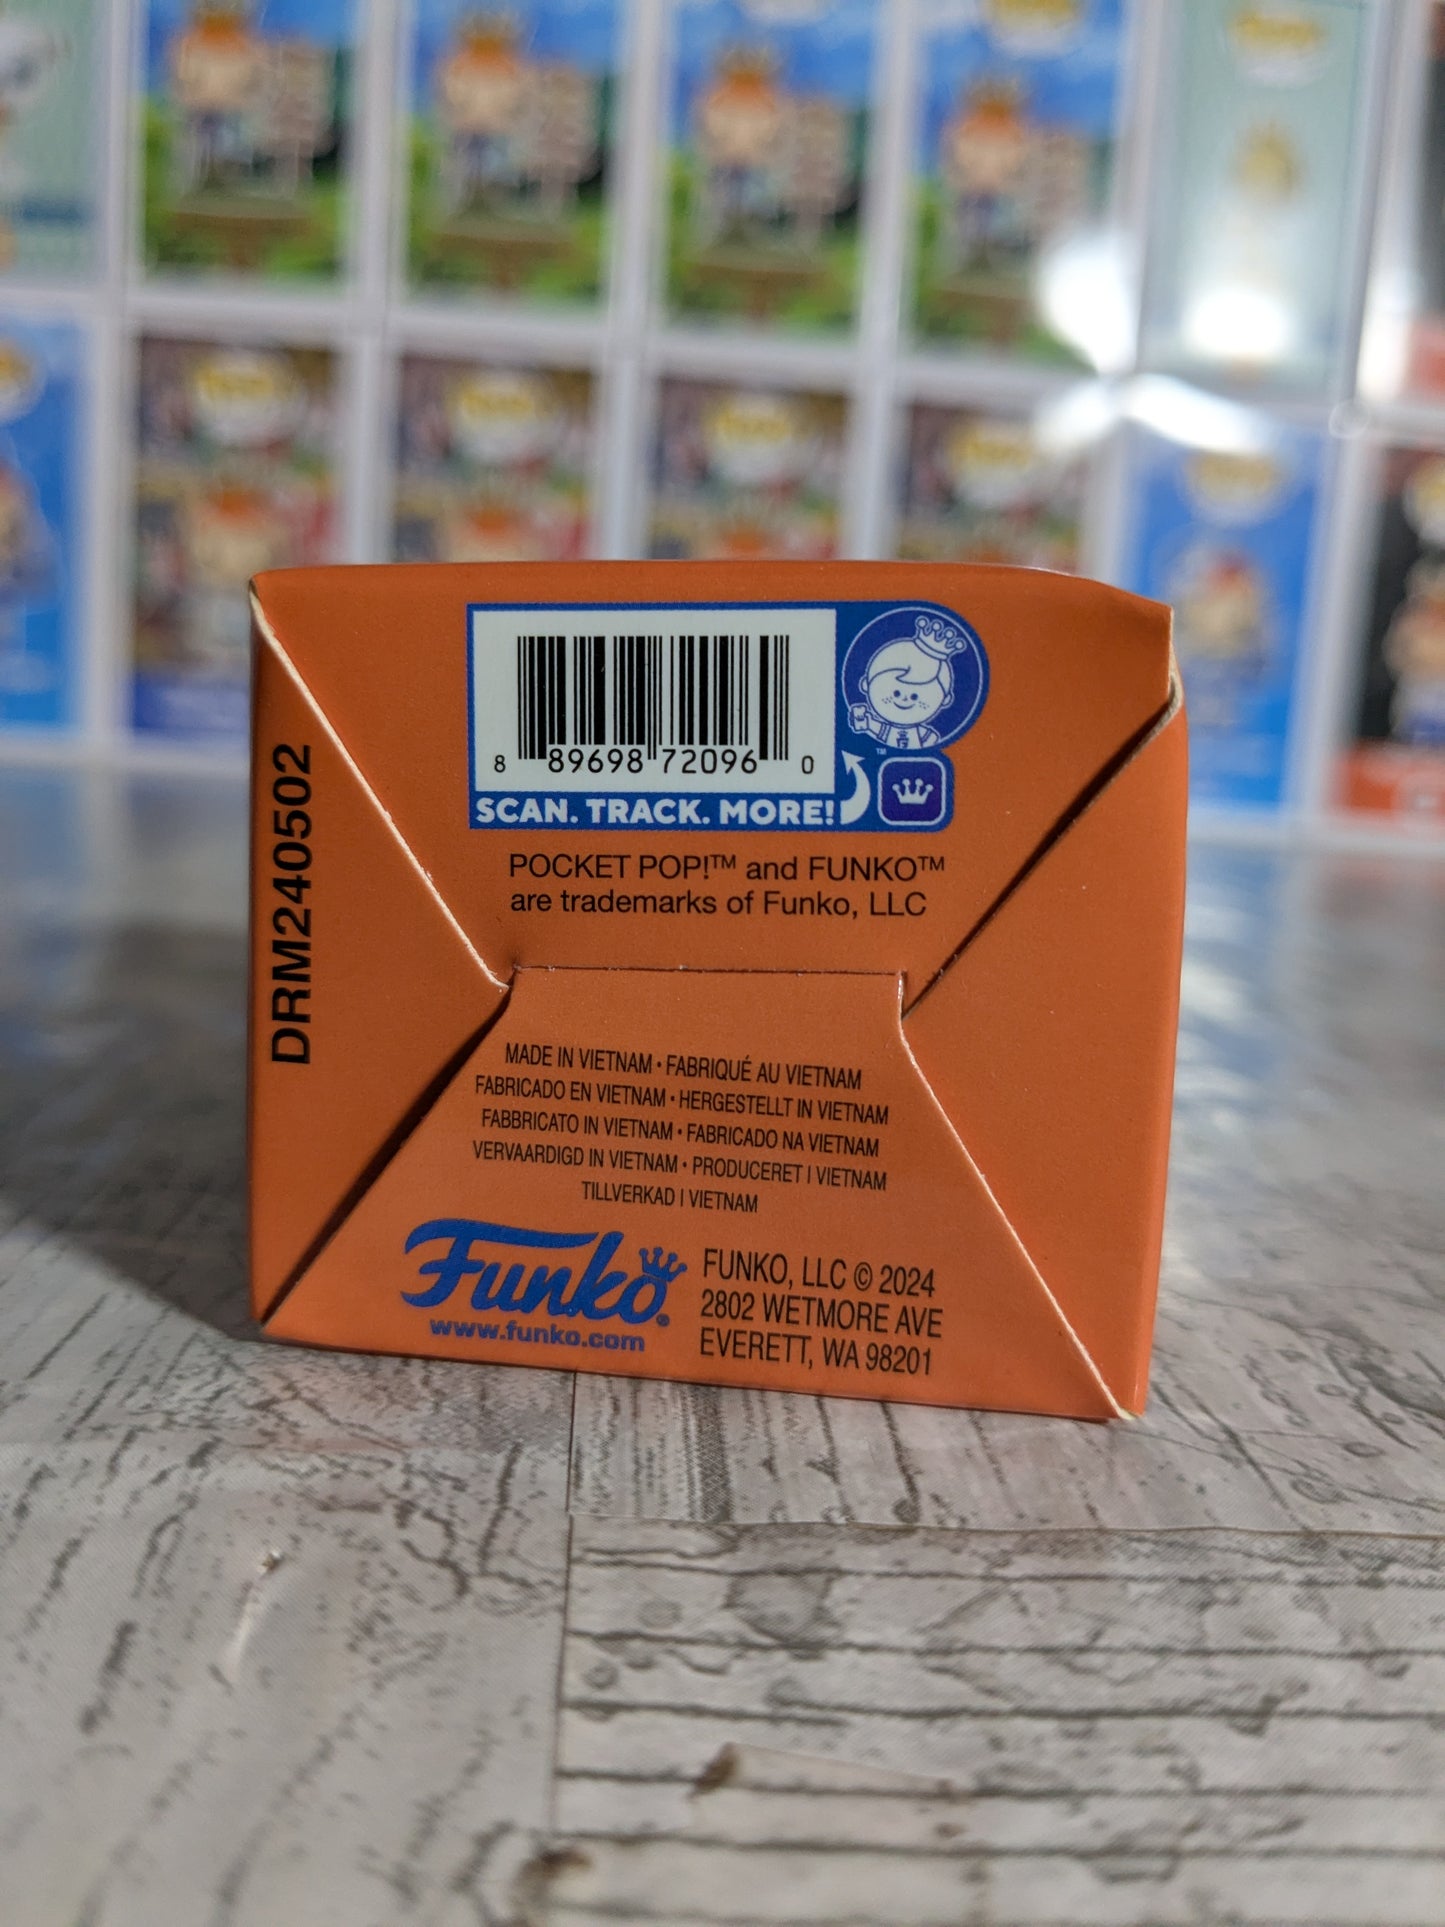 8 89698 72096 0
SCAN. TRACK. MORE!
™
POCKET POP!™ and FUNKO™
are trademarks of Funko, LLC
DRM240502
MADE IN VIETNAM • FABRIQUÉ AU VIETNAM
FABRICADO EN VIETNAM • HERGESTELLT IN VIETNAM
FABBRICATO IN VIETNAM • FABRICADO NA VIETNAM
VERVAARDIGD IN VIETNAM • PRODUCERET I VIETNAM
TILLVERKAD I VIETNAM
Funko®
www.funko.com
FUNKO, LLC © 2024
2802 WETMORE AVE
EVERETT, WA 98201